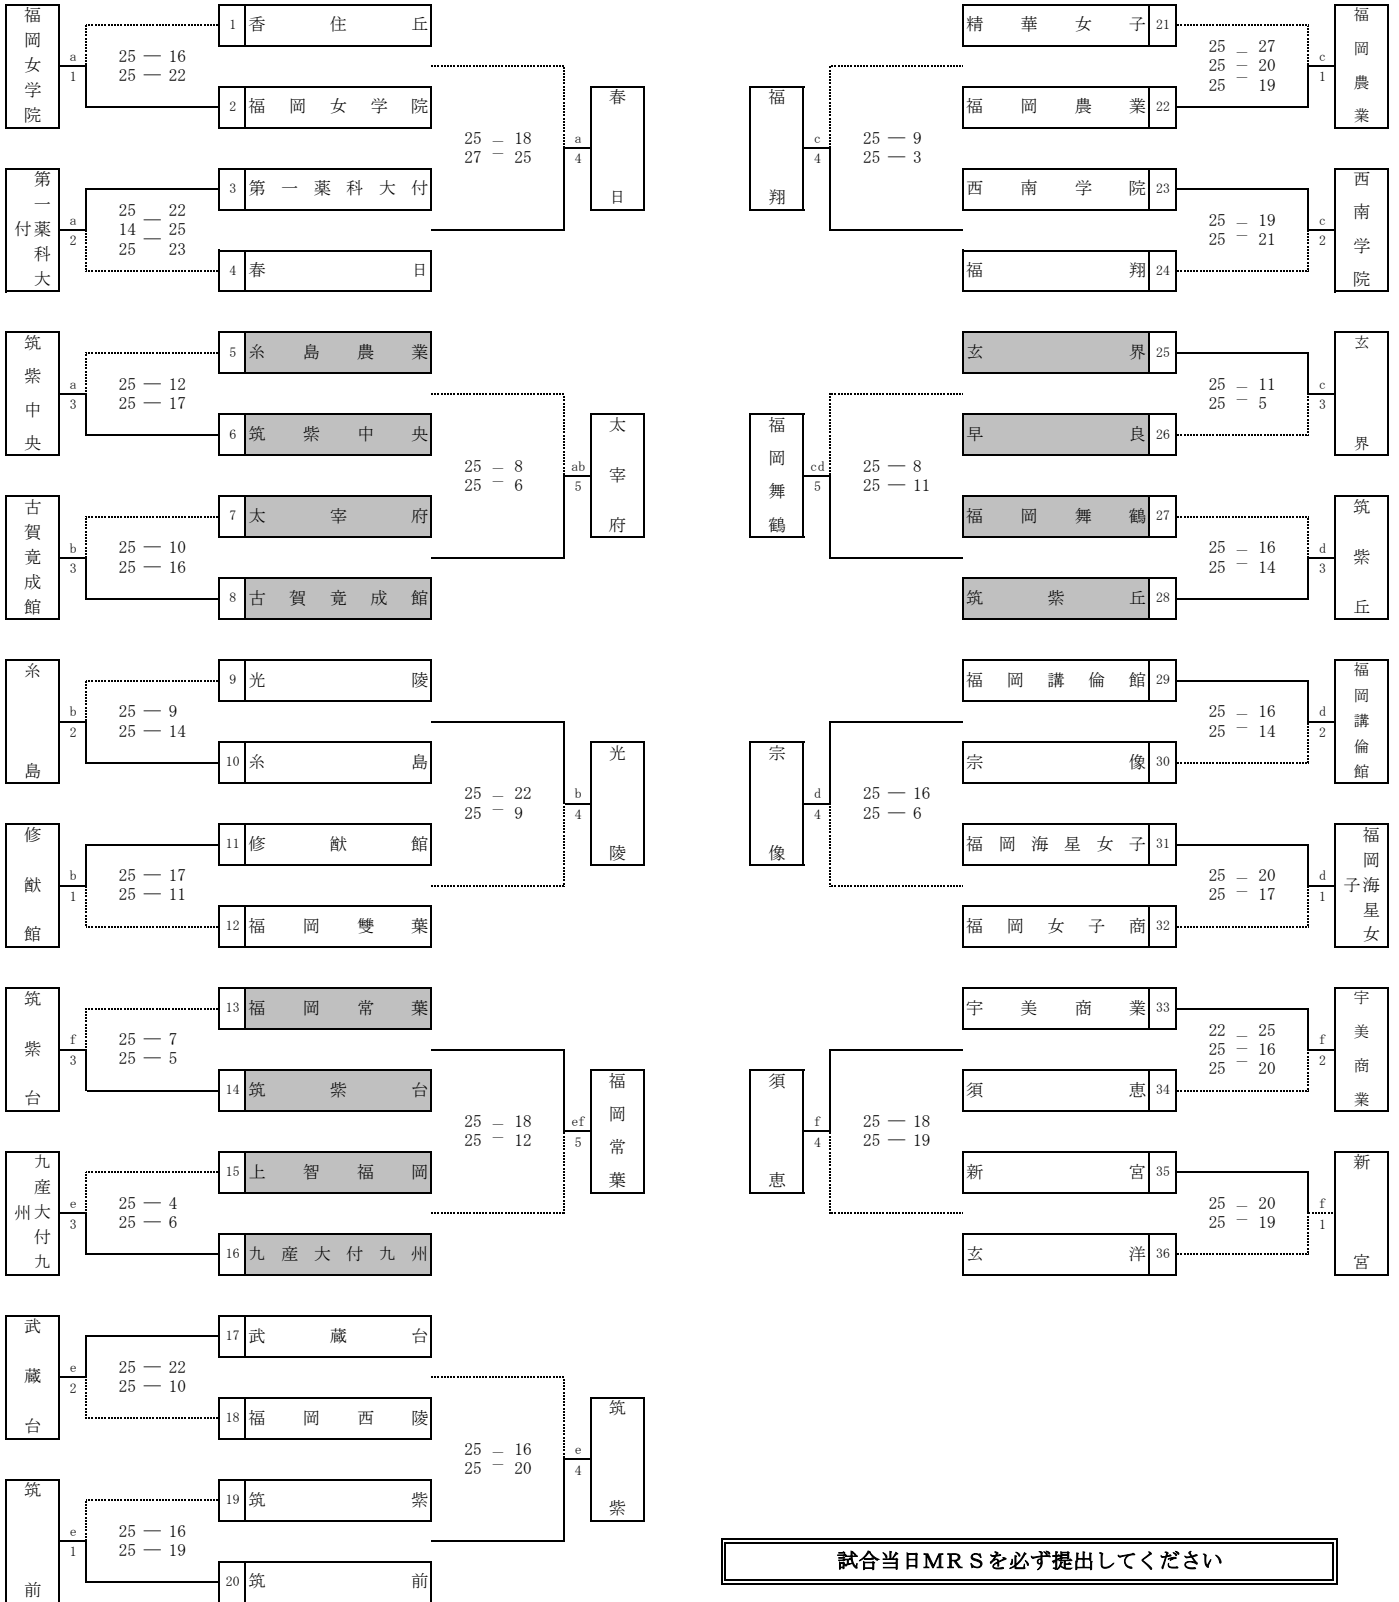 福岡女学院
a
1
25 — 16
25 — 22
1 香住丘
2 福岡女学院
第一薬科大付
a
2
25 — 22
14 — 25
25 — 23
3 第一薬科大付
4 春日
25 — 18
27 — 25
a
4
春日
筑紫中央
a
3
25 — 12
25 — 17
5 糸島農業
6 筑紫中央
古賀竟成館
b
3
25 — 10
25 — 16
7 太宰府
8 古賀竟成館
25 — 8
25 — 6
ab
5
太宰府
糸島
b
2
25 — 9
25 — 14
9 光陵
10 糸島
修猷館
b
1
25 — 17
25 — 11
11 修猷館
12 福岡雙葉
25 — 22
25 — 9
b
4
光陵
筑紫台
f
3
25 — 7
25 — 5
13 福岡常葉
14 筑紫台
九産大付九州
e
3
25 — 4
25 — 6
15 上智福岡
16 九産大付九州
25 — 18
25 — 12
ef
5
福岡常葉
武蔵台
e
2
25 — 22
25 — 10
17 武蔵台
18 福岡西陵
筑前
e
1
25 — 16
25 — 19
19 筑紫
20 筑前
25 — 16
25 — 20
e
4
筑紫
精華女子 21
福岡農業 22
25 — 27
25 — 20
25 — 19
c
1
福岡農業
西南学院 23
福翔 24
25 — 19
25 — 21
c
2
西南学院
福翔
c
4
25 — 9
25 — 3
玄界 25
早良 26
25 — 11
25 — 5
c
3
玄界
福岡舞鶴 27
筑紫丘 28
25 — 16
25 — 14
d
3
筑紫丘
福岡舞鶴
cd
5
25 — 8
25 — 11
福岡講倫館 29
宗像 30
25 — 16
25 — 14
d
2
福岡講倫館
福岡海星女子 31
福岡女子商 32
25 — 20
25 — 17
d
1
福岡海星女子
宗像
d
4
25 — 16
25 — 6
宇美商業 33
須恵 34
22 — 25
25 — 16
25 — 20
f
2
宇美商業
新宮 35
玄洋 36
25 — 20
25 — 19
f
1
新宮
須恵
f
4
25 — 18
25 — 19
試合当日MRSを必ず提出してください